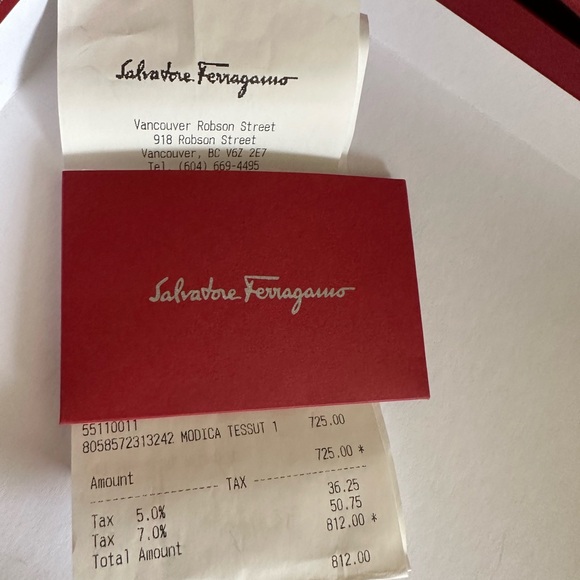 Salvatore Ferragamo
Vancouver Robson Street
918 Robson Street
Vancouver, BC V6Z 2E7
Tel. (604) 669-4495
Salvatore Ferragamo
55110011
8058572313242 MODICA TESSUT 1 725.00
Amount 725.00 *
-------------------- TAX --------------------
Tax 5.0% 36.25
Tax 7.0% 50.75
Total Amount 812.00 *
812.00